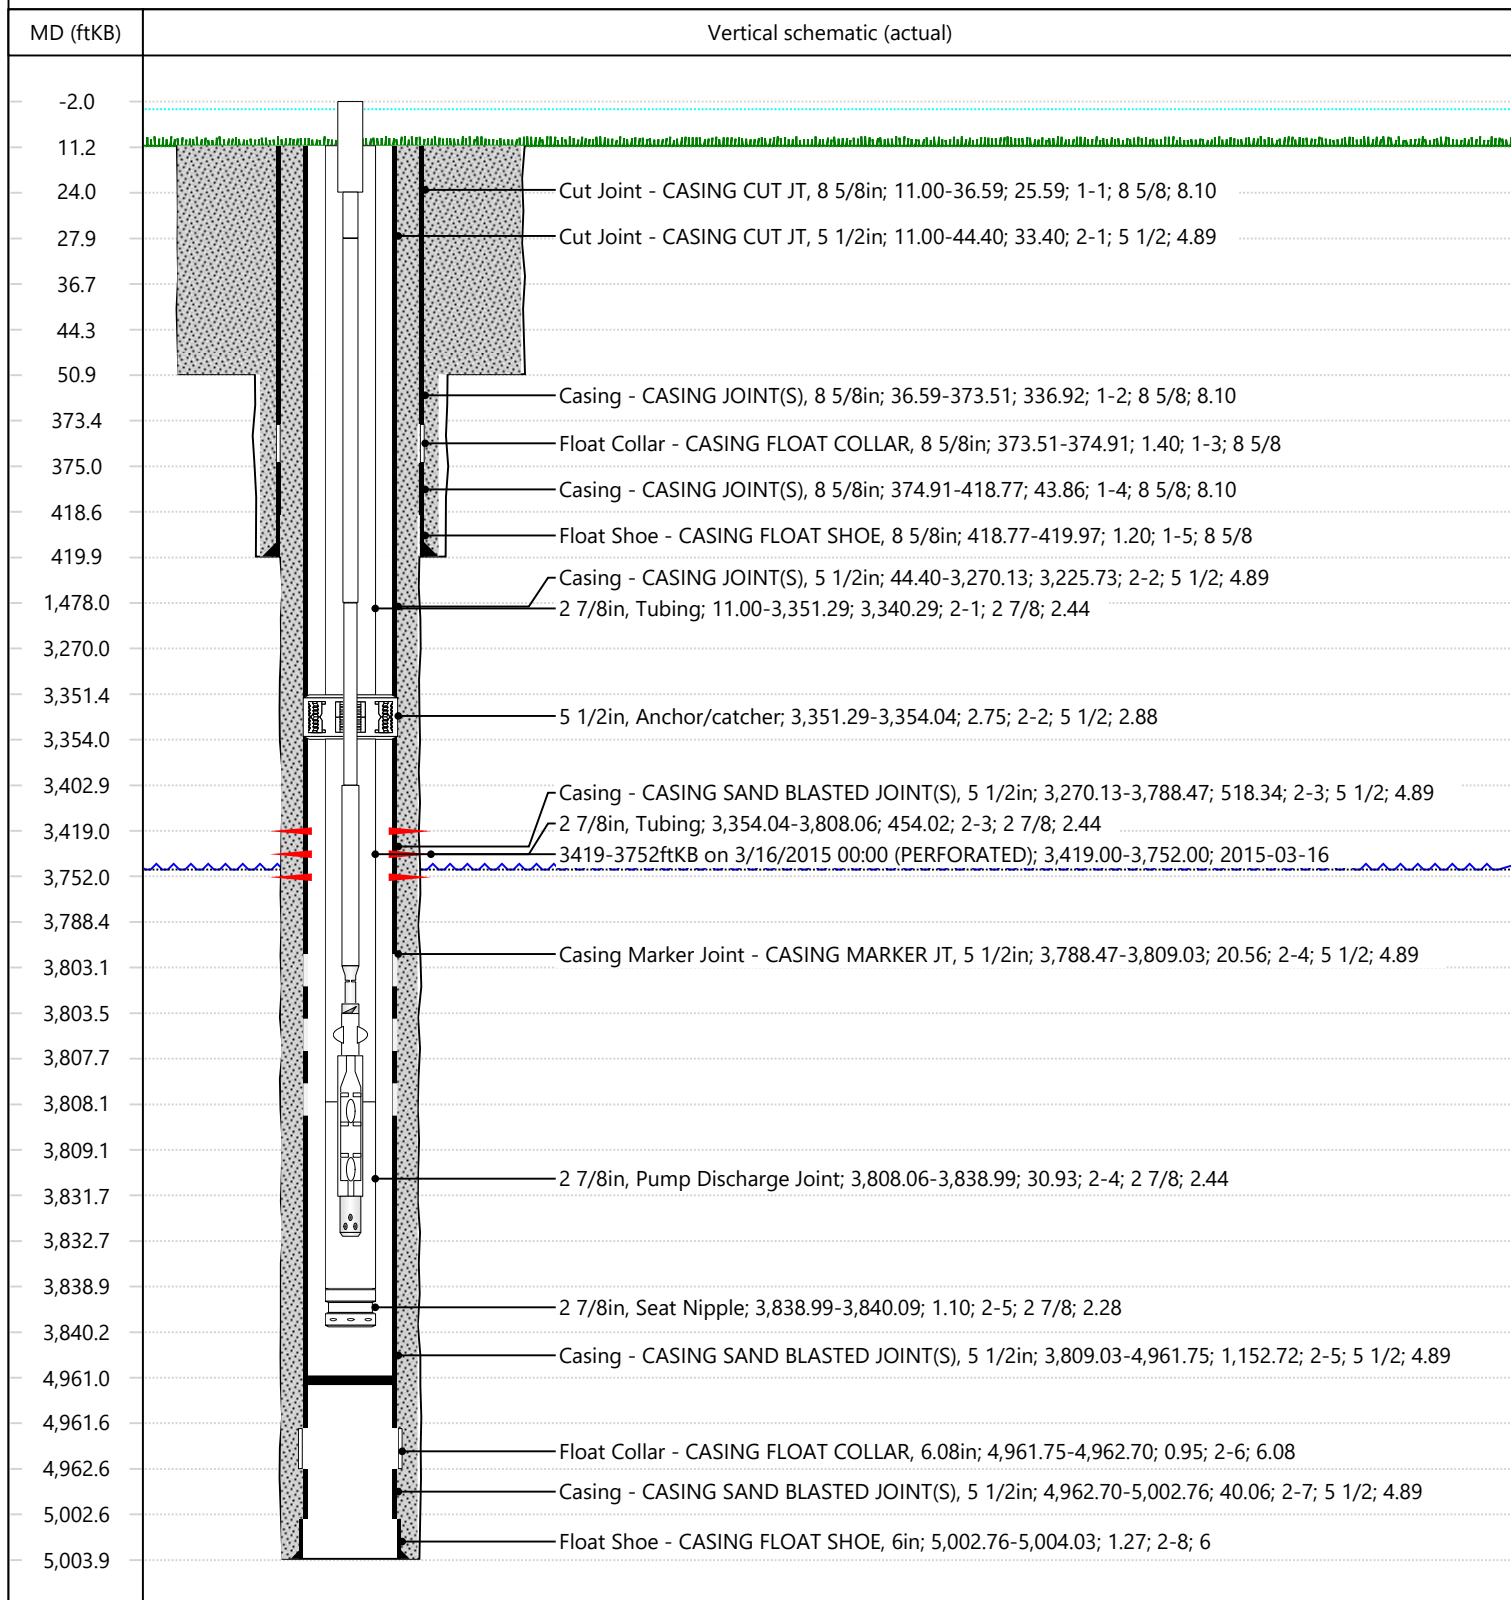 MD (ftKB)
Vertical schematic (actual)
-2.0
11.2
24.0
Cut Joint - CASING CUT JT, 8 5/8in; 11.00-36.59; 25.59; 1-1; 8 5/8; 8.10
27.9
Cut Joint - CASING CUT JT, 5 1/2in; 11.00-44.40; 33.40; 2-1; 5 1/2; 4.89
36.7
44.3
50.9
Casing - CASING JOINT(S), 8 5/8in; 36.59-373.51; 336.92; 1-2; 8 5/8; 8.10
373.4
Float Collar - CASING FLOAT COLLAR, 8 5/8in; 373.51-374.91; 1.40; 1-3; 8 5/8
375.0
Casing - CASING JOINT(S), 8 5/8in; 374.91-418.77; 43.86; 1-4; 8 5/8; 8.10
418.6
Float Shoe - CASING FLOAT SHOE, 8 5/8in; 418.77-419.97; 1.20; 1-5; 8 5/8
419.9
Casing - CASING JOINT(S), 5 1/2in; 44.40-3,270.13; 3,225.73; 2-2; 5 1/2; 4.89
1,478.0
2 7/8in, Tubing; 11.00-3,351.29; 3,340.29; 2-1; 2 7/8; 2.44
3,270.0
3,351.4
5 1/2in, Anchor/catcher; 3,351.29-3,354.04; 2.75; 2-2; 5 1/2; 2.88
3,354.0
3,402.9
Casing - CASING SAND BLASTED JOINT(S), 5 1/2in; 3,270.13-3,788.47; 518.34; 2-3; 5 1/2; 4.89
3,419.0
2 7/8in, Tubing; 3,354.04-3,808.06; 454.02; 2-3; 2 7/8; 2.44
3419-3752ftKB on 3/16/2015 00:00 (PERFORATED); 3,419.00-3,752.00; 2015-03-16
3,752.0
3,788.4
Casing Marker Joint - CASING MARKER JT, 5 1/2in; 3,788.47-3,809.03; 20.56; 2-4; 5 1/2; 4.89
3,803.1
3,803.5
3,807.7
3,808.1
3,809.1
2 7/8in, Pump Discharge Joint; 3,808.06-3,838.99; 30.93; 2-4; 2 7/8; 2.44
3,831.7
3,832.7
3,838.9
2 7/8in, Seat Nipple; 3,838.99-3,840.09; 1.10; 2-5; 2 7/8; 2.28
3,840.2
Casing - CASING SAND BLASTED JOINT(S), 5 1/2in; 3,809.03-4,961.75; 1,152.72; 2-5; 5 1/2; 4.89
4,961.0
4,961.6
Float Collar - CASING FLOAT COLLAR, 6.08in; 4,961.75-4,962.70; 0.95; 2-6; 6.08
4,962.6
Casing - CASING SAND BLASTED JOINT(S), 5 1/2in; 4,962.70-5,002.76; 40.06; 2-7; 5 1/2; 4.89
5,002.6
Float Shoe - CASING FLOAT SHOE, 6in; 5,002.76-5,004.03; 1.27; 2-8; 6
5,003.9